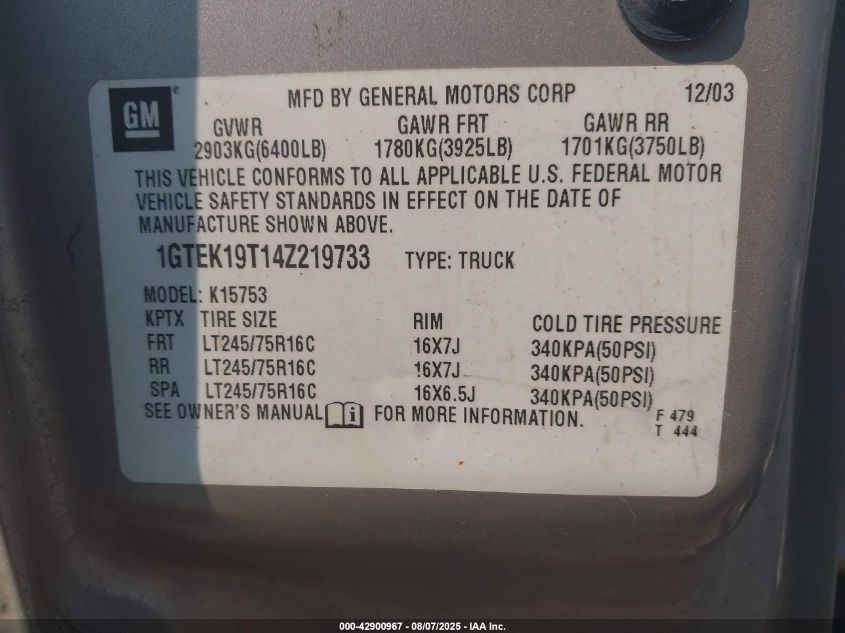 GM
MFD BY GENERAL MOTORS CORP 12/03
GVWR GAWR FRT GAWR RR
2903KG(6400LB) 1780KG(3925LB) 1701KG(3750LB)
THIS VEHICLE CONFORMS TO ALL APPLICABLE U.S. FEDERAL MOTOR
VEHICLE SAFETY STANDARDS IN EFFECT ON THE DATE OF
MANUFACTURE SHOWN ABOVE.
1GTEK19T14Z219733 TYPE: TRUCK
MODEL: K15753
KPTX TIRE SIZE RIM COLD TIRE PRESSURE
FRT LT245/75R16C 16X7J 340KPA(50PSI)
RR LT245/75R16C 16X7J 340KPA(50PSI)
SPA LT245/75R16C 16X6.5J 340KPA(50PSI)
SEE OWNER'S MANUAL i FOR MORE INFORMATION.
F 479
T 444
000-42900967 - 08/07/2025 - IAA Inc.